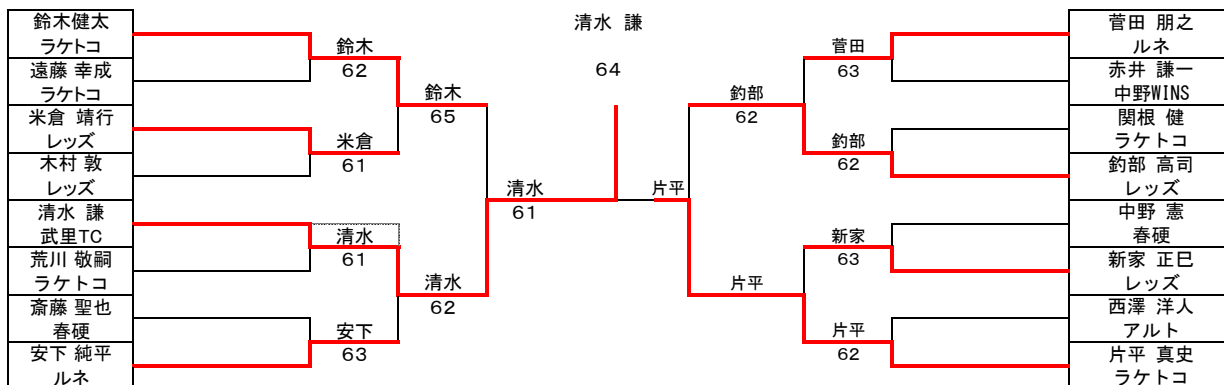 鈴木健太
ラケトコ
遠藤 幸成
ラケトコ
米倉 靖行
レッズ
木村 敦
レッズ
清水 謙
武里TC
荒川 敬嗣
ラケトコ
斎藤 聖也
春硬
安下 純平
ルネ
鈴木
62
米倉
61
清水
61
安下
63
鈴木
65
清水
62
清水
61
清水 謙
64
片平
釣部
62
片平
菅田
63
釣部
62
新家
63
片平
62
菅田 朋之
ルネ
赤井 謙一
中野WINS
関根 健
ラケトコ
釣部 高司
レッズ
中野 憲
春硬
新家 正巳
レッズ
西澤 洋人
アルト
片平 真史
ラケトコ